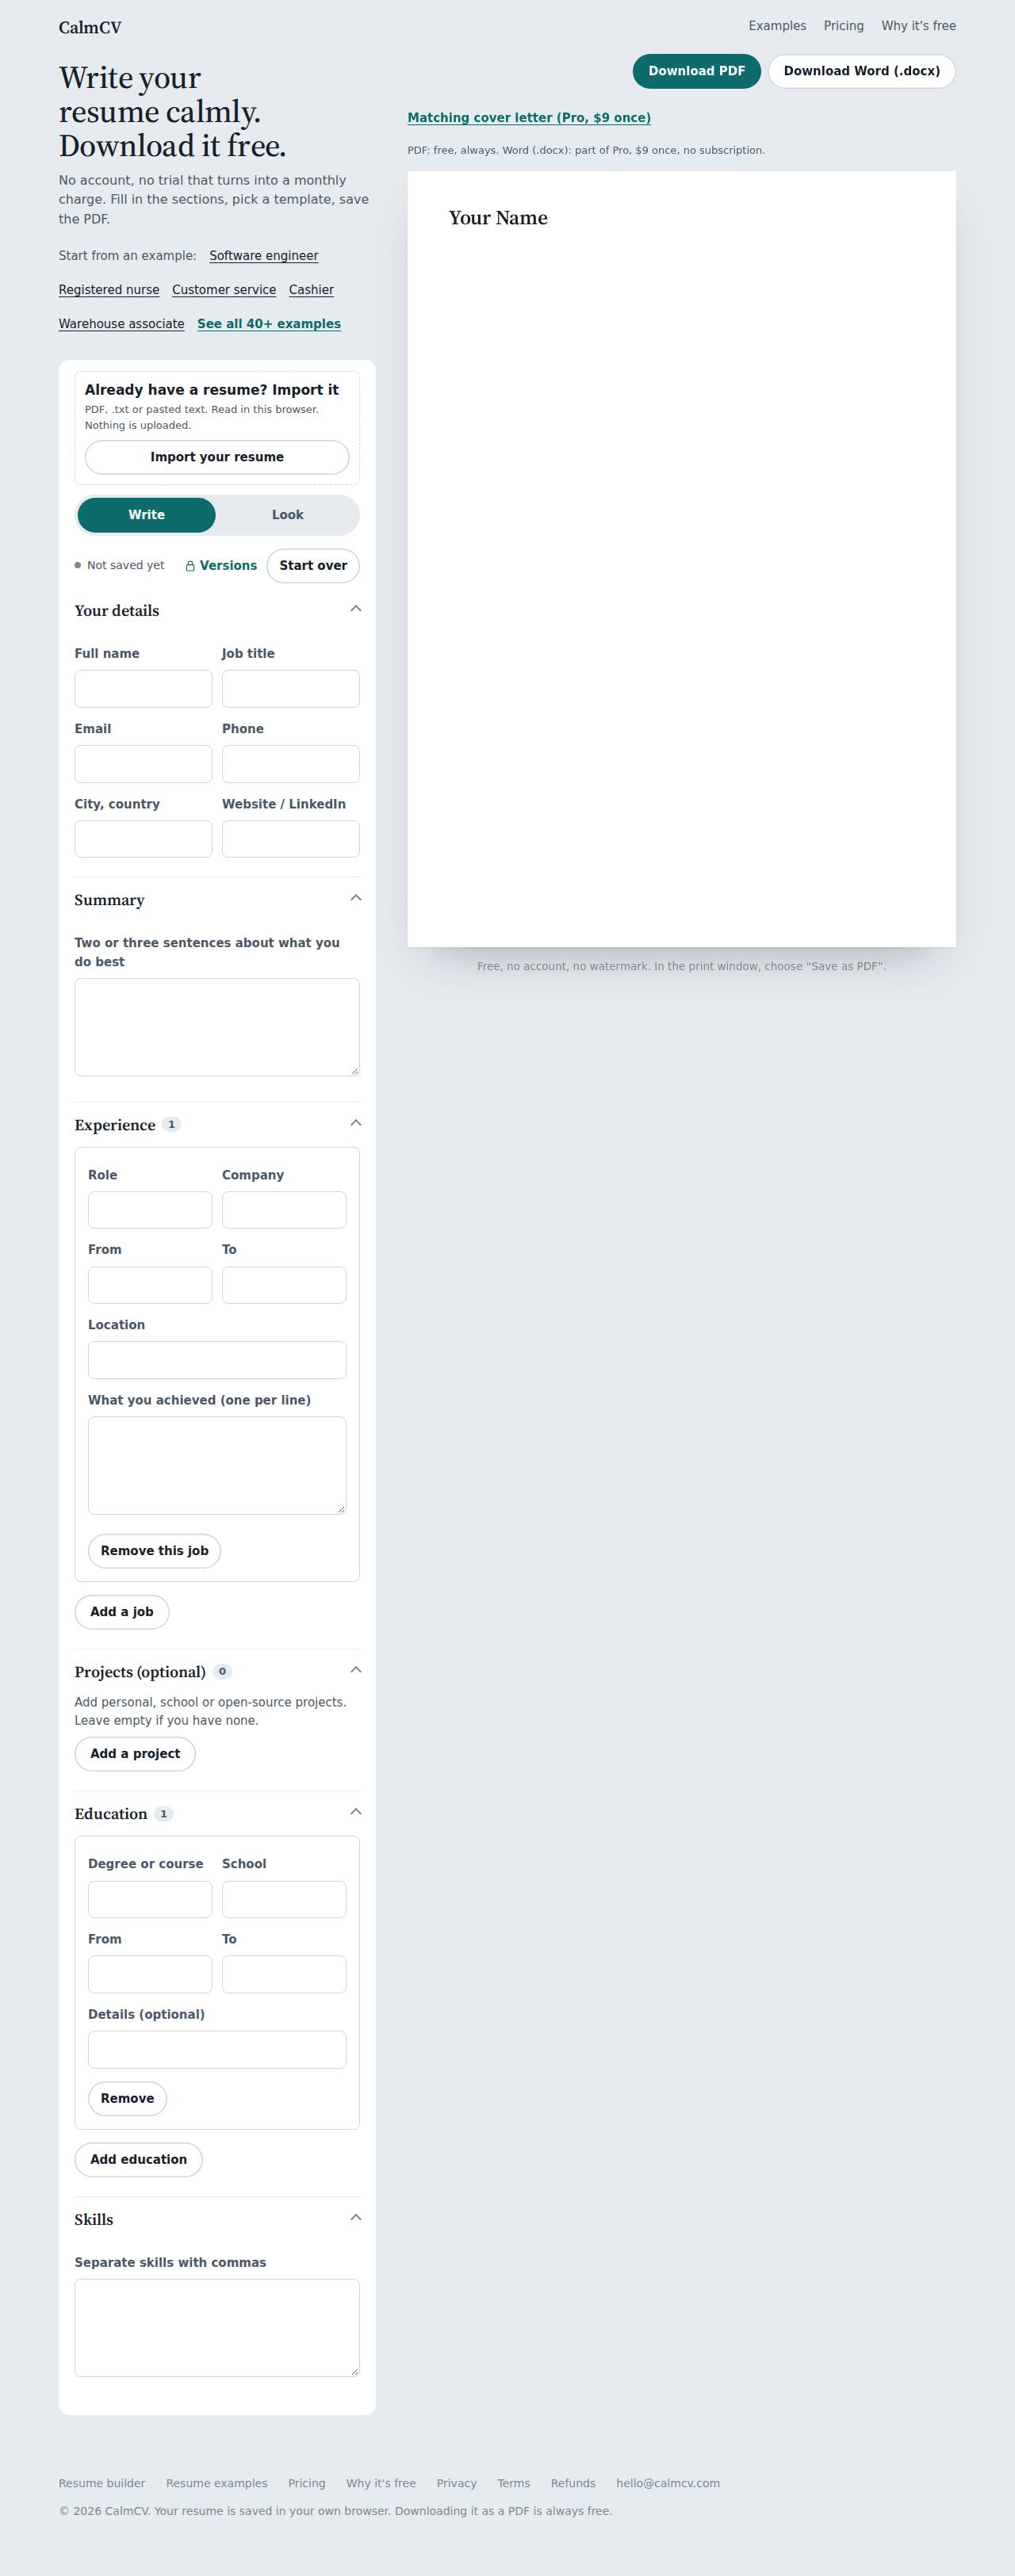 CalmCV
Examples Pricing Why it's free
Write your
resume calmly.
Download it free.
No account, no trial that turns into a monthly
charge. Fill in the sections, pick a template, save
the PDF.
Start from an example: Software engineer
Registered nurse Customer service Cashier
Warehouse associate See all 40+ examples
Already have a resume? Import it
PDF, .txt or pasted text. Read in this browser.
Nothing is uploaded.
Import your resume
Write Look
Not saved yet Versions Start over
Your details
Full name Job title
Email Phone
City, country Website / LinkedIn
Summary
Two or three sentences about what you
do best
Experience 1
Role Company
From To
Location
What you achieved (one per line)
Remove this job
Add a job
Projects (optional) 0
Add personal, school or open-source projects.
Leave empty if you have none.
Add a project
Education 1
Degree or course School
From To
Details (optional)
Remove
Add education
Skills
Separate skills with commas
Download PDF Download Word (.docx)
Matching cover letter (Pro, $9 once)
PDF: free, always. Word (.docx): part of Pro, $9 once, no subscription.
Your Name
Free, no account, no watermark. In the print window, choose “Save as PDF”.
Resume builder Resume examples Pricing Why it's free Privacy Terms Refunds hello@calmcv.com
© 2026 CalmCV. Your resume is saved in your own browser. Downloading it as a PDF is always free.